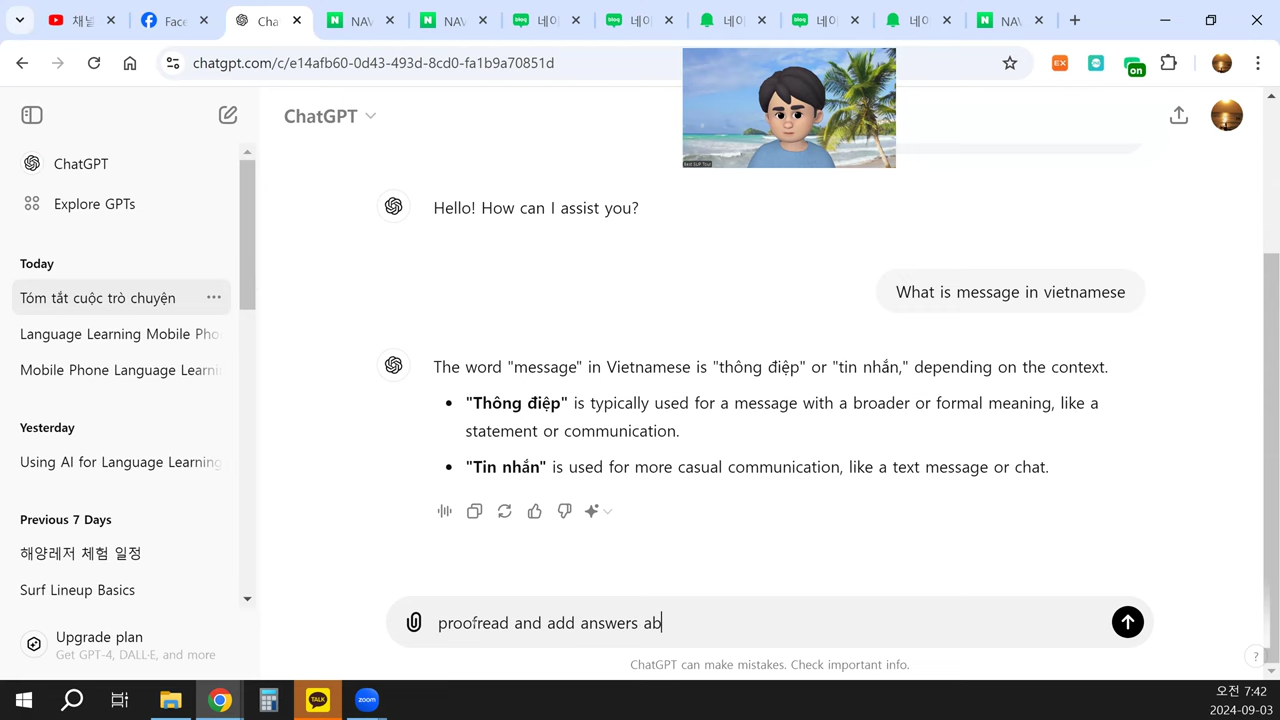 채널
Face
Cha
NAV
NAV
네이
네이
네이
네이
네이
NAV
chatgpt.com/c/e14afb60-0d43-493d-8cd0-fa1b9a70851d
EX
on
ChatGPT
ChatGPT
Explore GPTs
Today
Tóm tắt cuộc trò chuyện
Language Learning Mobile Pho
Mobile Phone Language Learni
Yesterday
Using AI for Language Learning
Previous 7 Days
해양레저 체험 일정
Surf Lineup Basics
Upgrade plan
Get GPT-4, DALL·E, and more
Hello! How can I assist you?
What is message in vietnamese
The word "message" in Vietnamese is "thông điệp" or "tin nhắn," depending on the context.
"Thông điệp" is typically used for a message with a broader or formal meaning, like a
statement or communication.
"Tin nhắn" is used for more casual communication, like a text message or chat.
proofread and add answers ab
ChatGPT can make mistakes. Check important info.
?
TALK
zoom
오전 7:42
2024-09-03